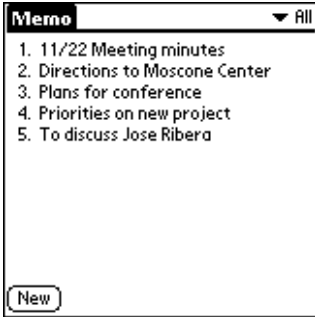 Memo ▼ All
1. 11/22 Meeting minutes
2. Directions to Moscone Center
3. Plans for conference
4. Priorities on new project
5. To discuss Jose Ribera
New